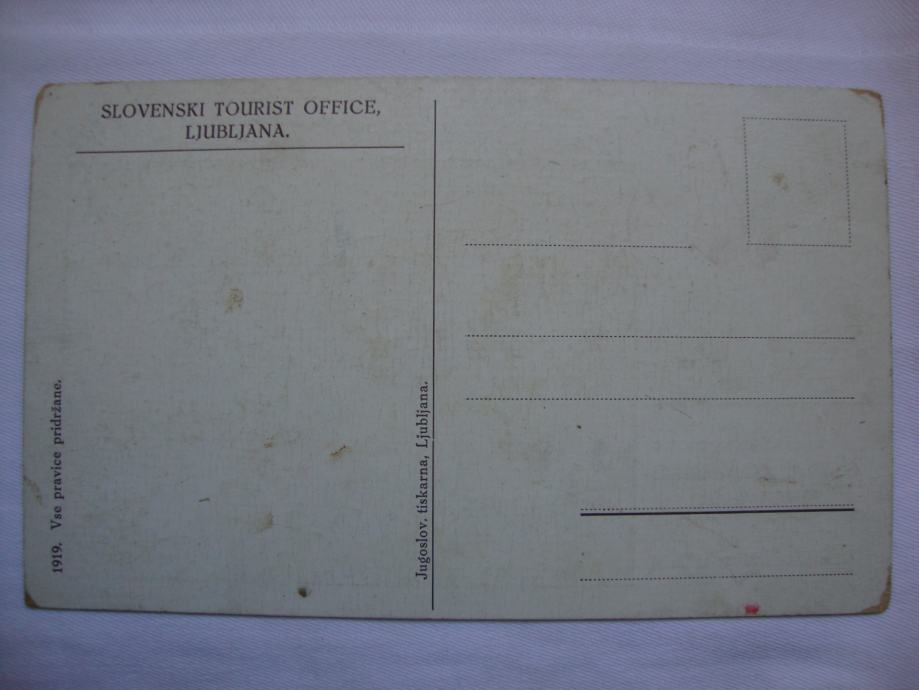 SLOVENSKI TOURIST OFFICE,
LJUBLJANA.
1919. Vse pravice pridržane.
Jugoslov. tiskarna, Ljubljana.